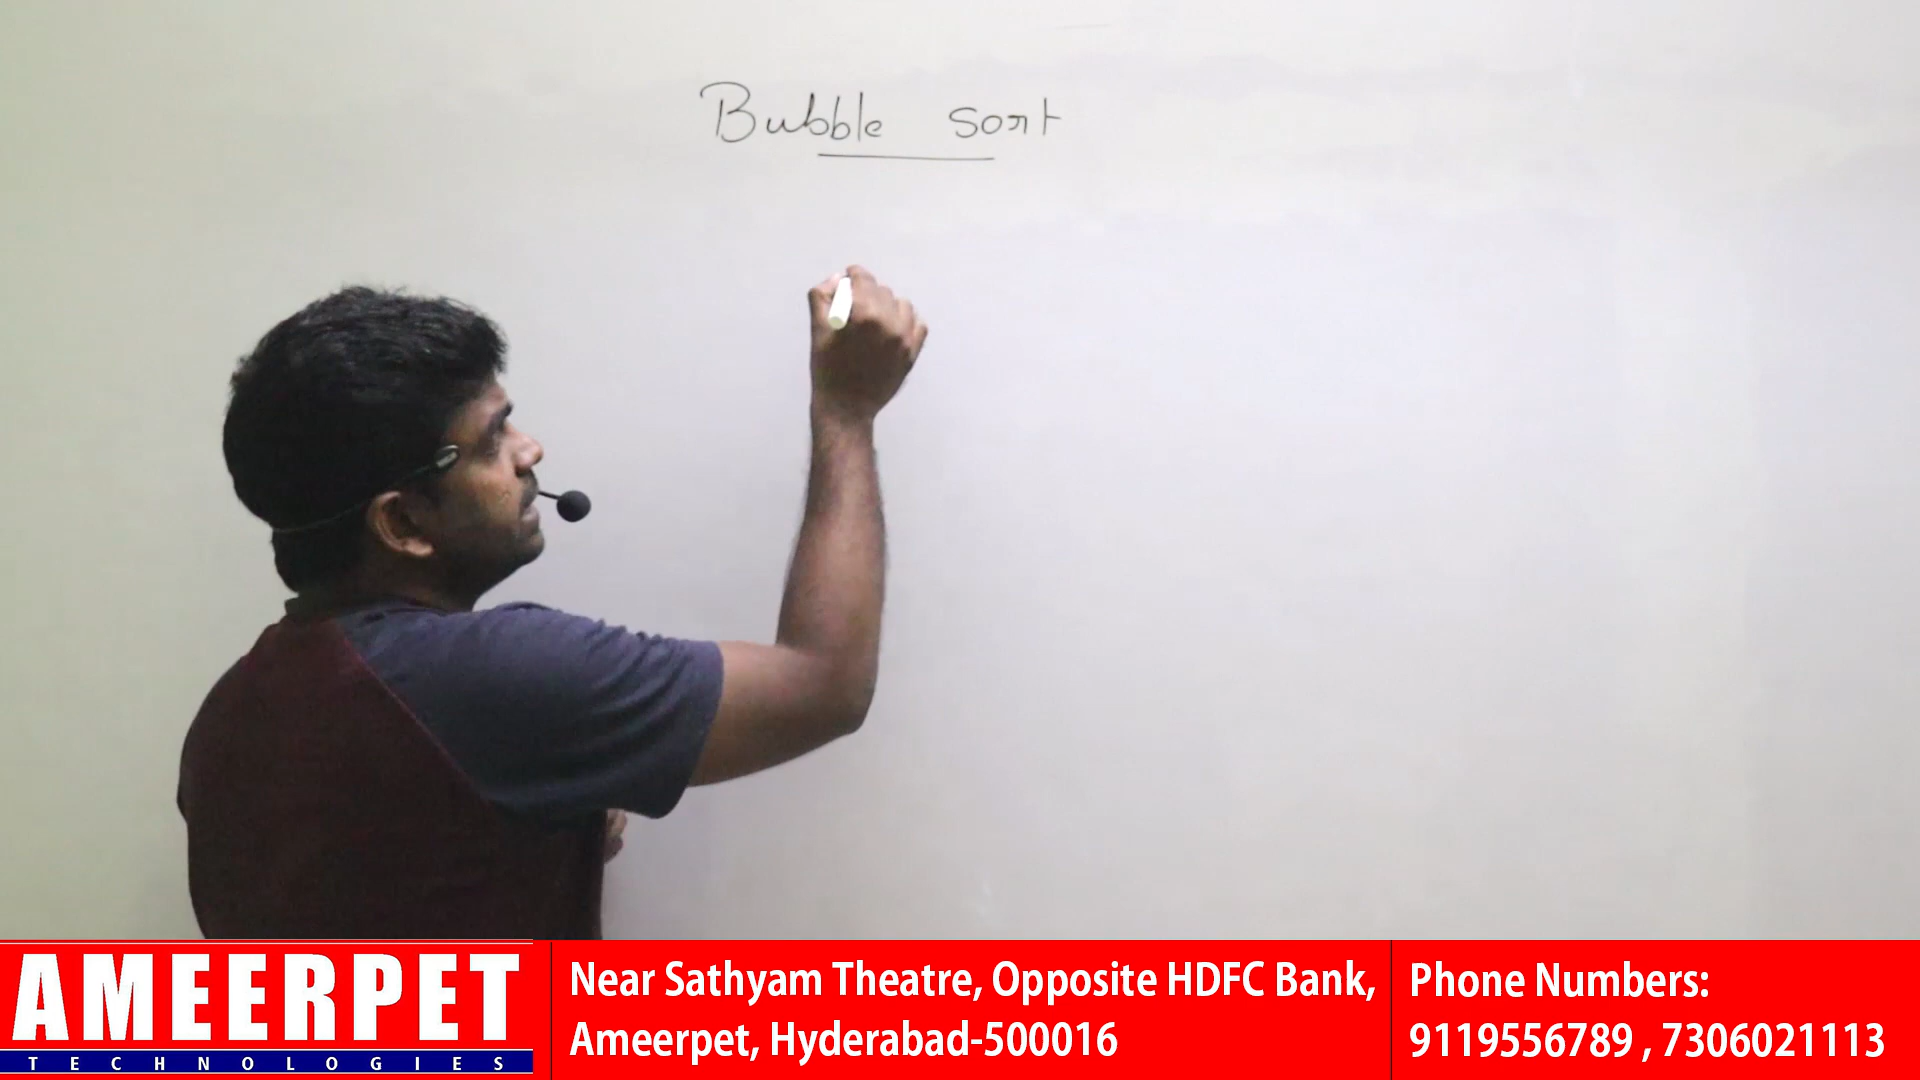 Bubble sort
AMEERPET
TECHNOLOGIES
Near Sathyam Theatre, Opposite HDFC Bank,
Ameerpet, Hyderabad-500016
Phone Numbers:
9119556789 , 7306021113